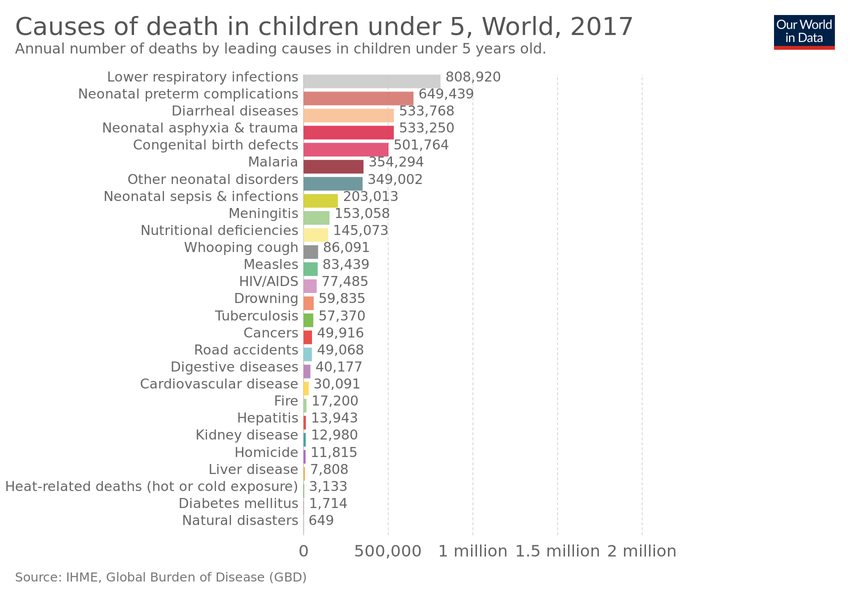 Causes of death in children under 5, World, 2017
Annual number of deaths by leading causes in children under 5 years old.
Our World
in Data
Lower respiratory infections 808,920
Neonatal preterm complications 649,439
Diarrheal diseases 533,768
Neonatal asphyxia & trauma 533,250
Congenital birth defects 501,764
Malaria 354,294
Other neonatal disorders 349,002
Neonatal sepsis & infections 203,013
Meningitis 153,058
Nutritional deficiencies 145,073
Whooping cough 86,091
Measles 83,439
HIV/AIDS 77,485
Drowning 59,835
Tuberculosis 57,370
Cancers 49,916
Road accidents 49,068
Digestive diseases 40,177
Cardiovascular disease 30,091
Fire 17,200
Hepatitis 13,943
Kidney disease 12,980
Homicide 11,815
Liver disease 7,808
Heat-related deaths (hot or cold exposure) 3,133
Diabetes mellitus 1,714
Natural disasters 649
0 500,000 1 million 1.5 million 2 million
Source: IHME, Global Burden of Disease (GBD)